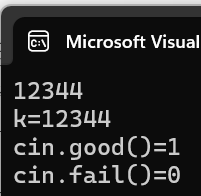 Microsoft Visual
12344
k=12344
cin.good()=1
cin.fail()=0